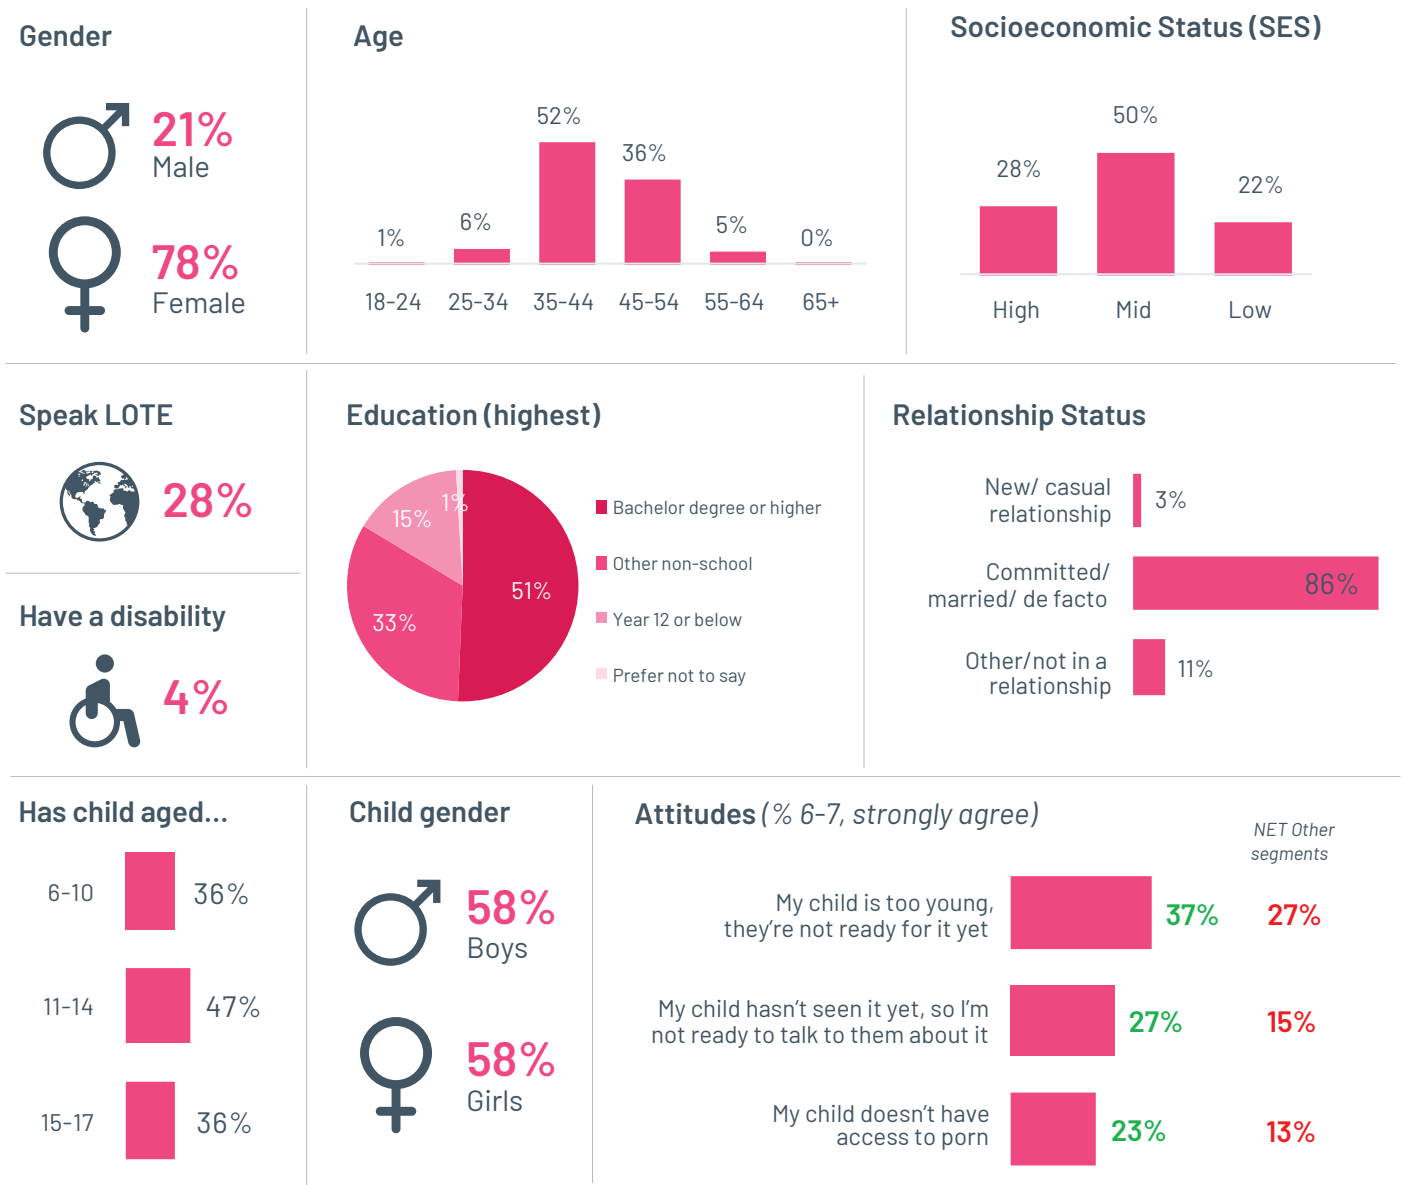 Gender
21%
Male
78%
Female
Age
52%
36%
6%
5%
1%
0%
18-24 25-34 35-44 45-54 55-64 65+
Socioeconomic Status (SES)
50%
28%
22%
High Mid Low
Speak LOTE
28%
Have a disability
4%
Education (highest)
1%
15%
51%
33%
Bachelor degree or higher
Other non-school
Year 12 or below
Prefer not to say
Relationship Status
New/ casual
relationship
3%
Committed/
married/ de facto
86%
Other/not in a
relationship
11%
Has child aged...
6-10 36%
11-14 47%
15-17 36%
Child gender
58%
Boys
58%
Girls
Attitudes (% 6-7, strongly agree)
NET Other
segments
My child is too young,
they're not ready for it yet
37% 27%
My child hasn't seen it yet, so I'm
not ready to talk to them about it
27% 15%
My child doesn't have
access to porn
23% 13%